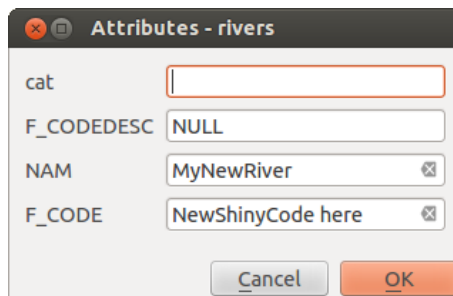 Attributes - rivers
cat
F_CODEDESC NULL
NAM MyNewRiver
F_CODE NewShinyCode here
Cancel OK